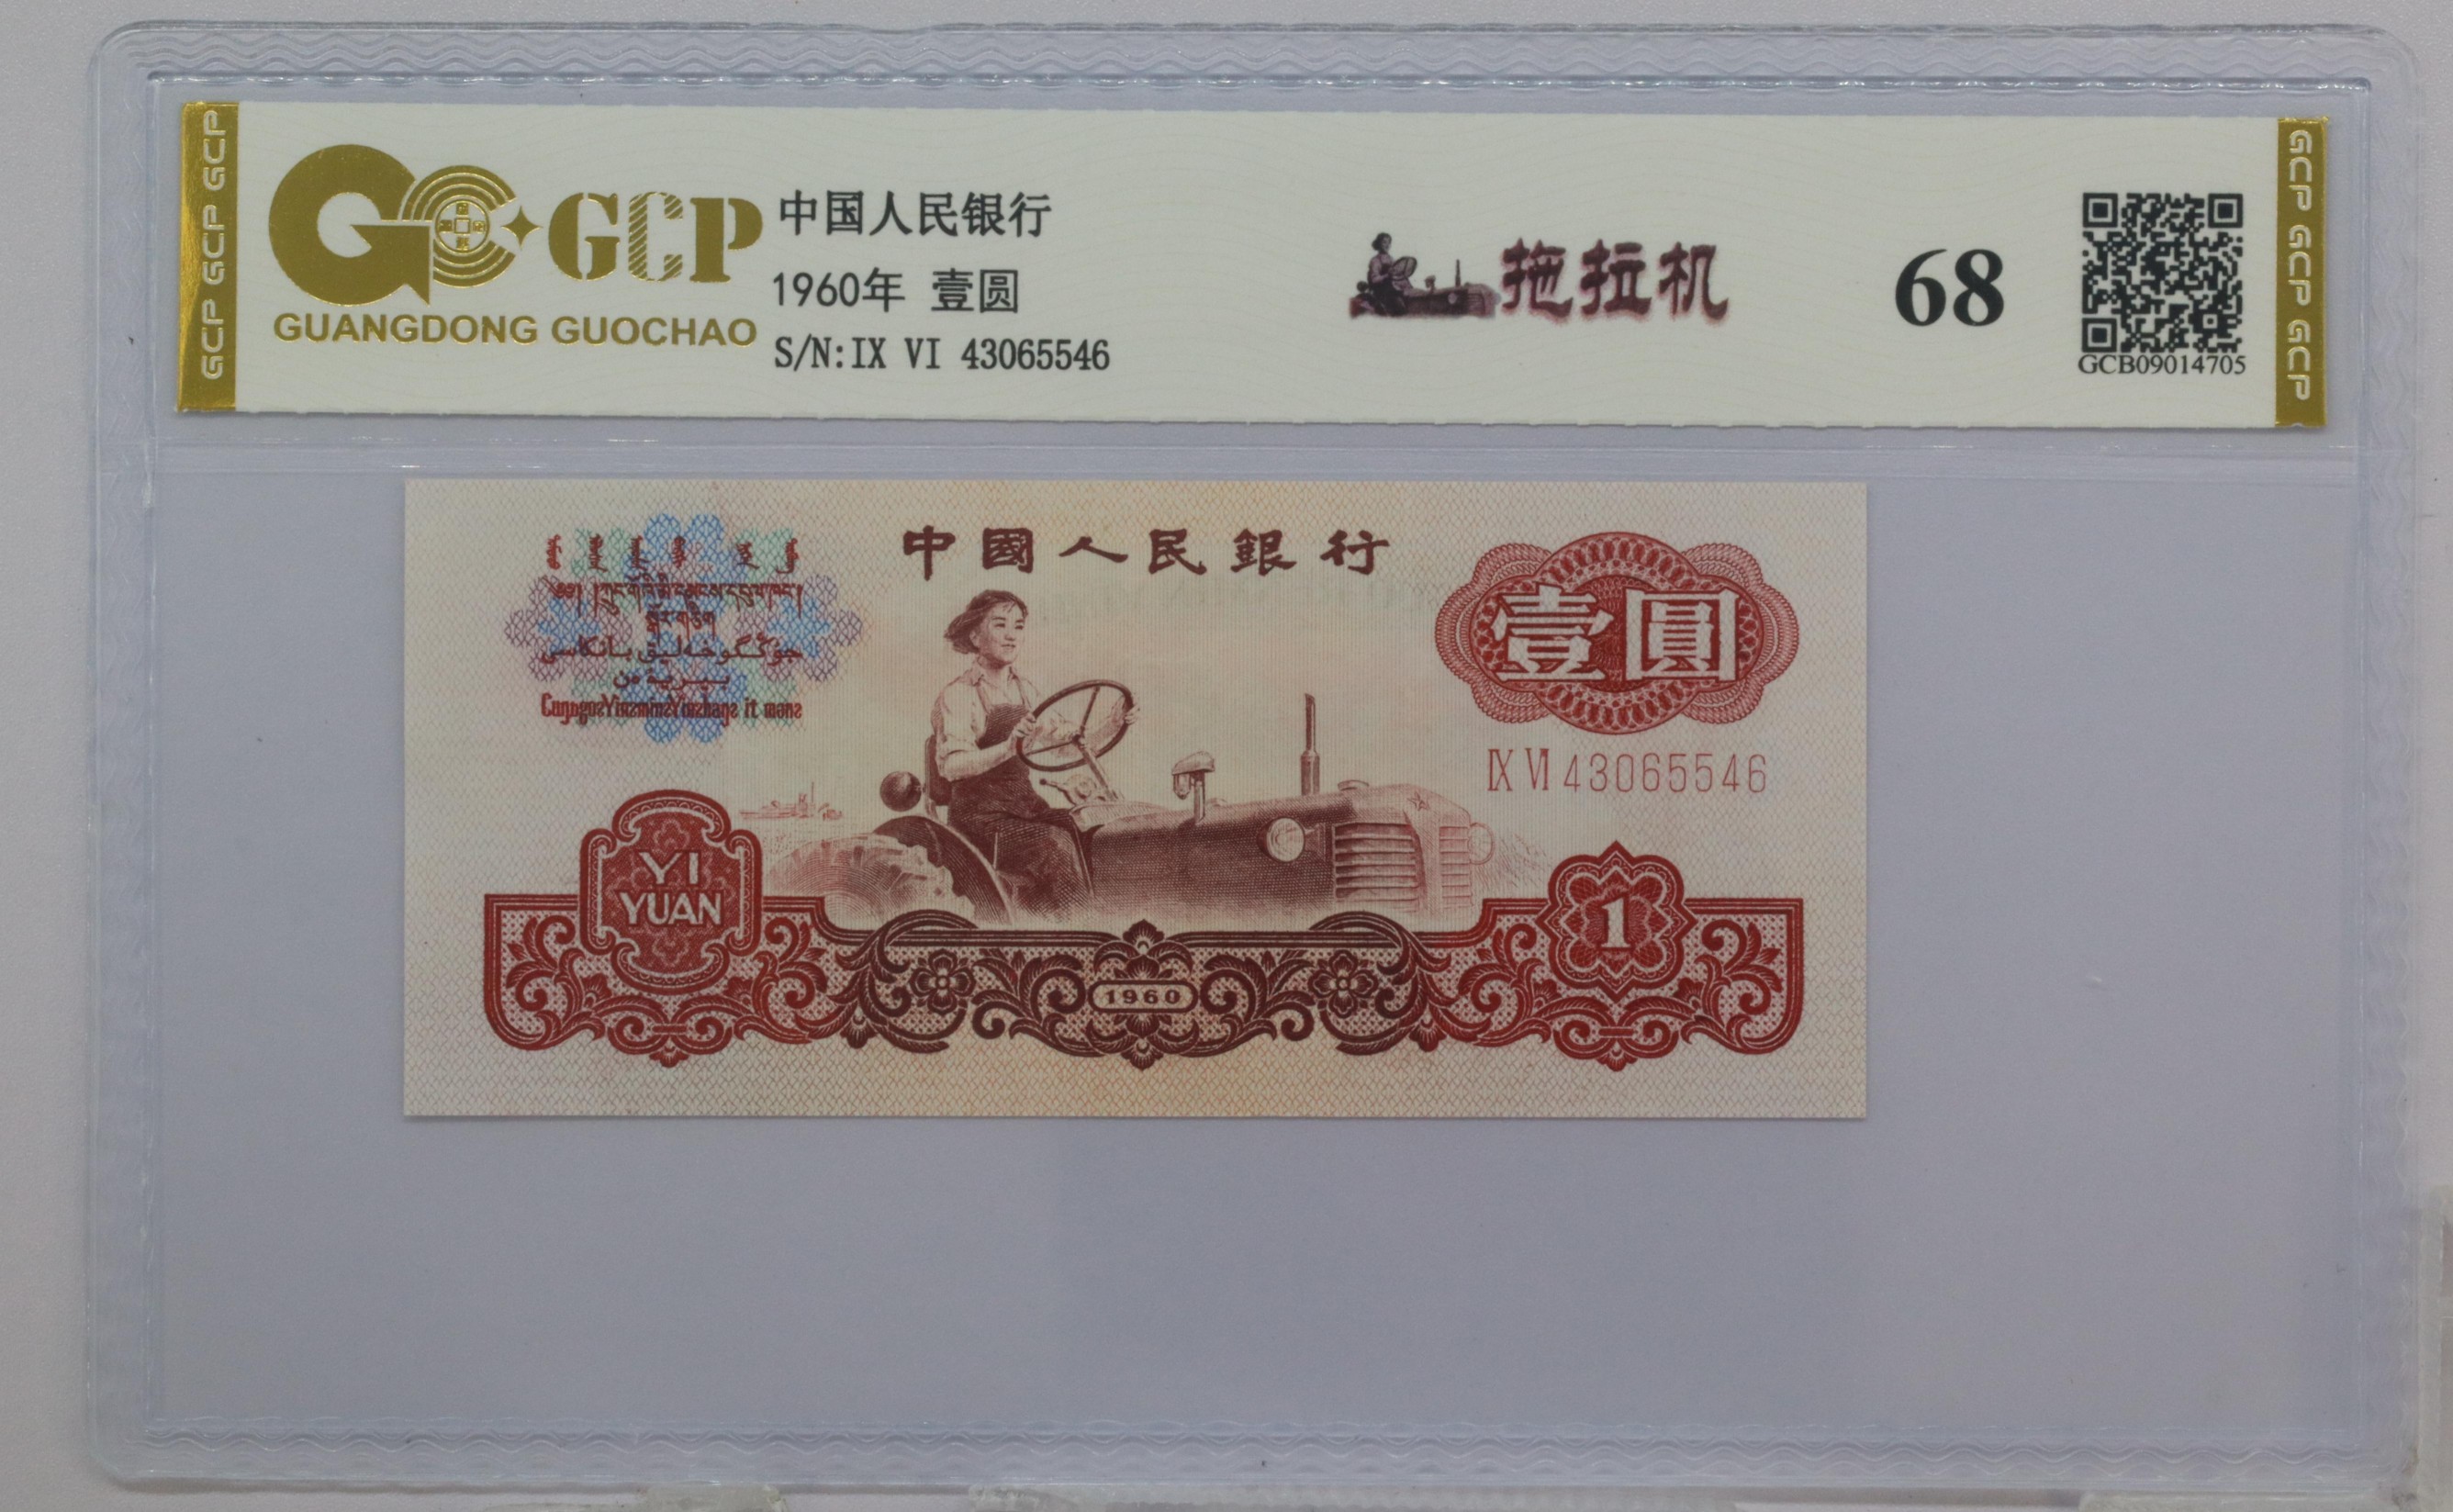 GCP GCP GCP GCP
GCP
GUANGDONG GUOCHAO
中国人民银行
1960年 壹圆
S/N:IX VI 43065546
拖拉机
68
GCB09014705
GCP GCP GCP GCP
中國人民銀行
壹圓
IX VI 43065546
YI
YUAN
1
1960